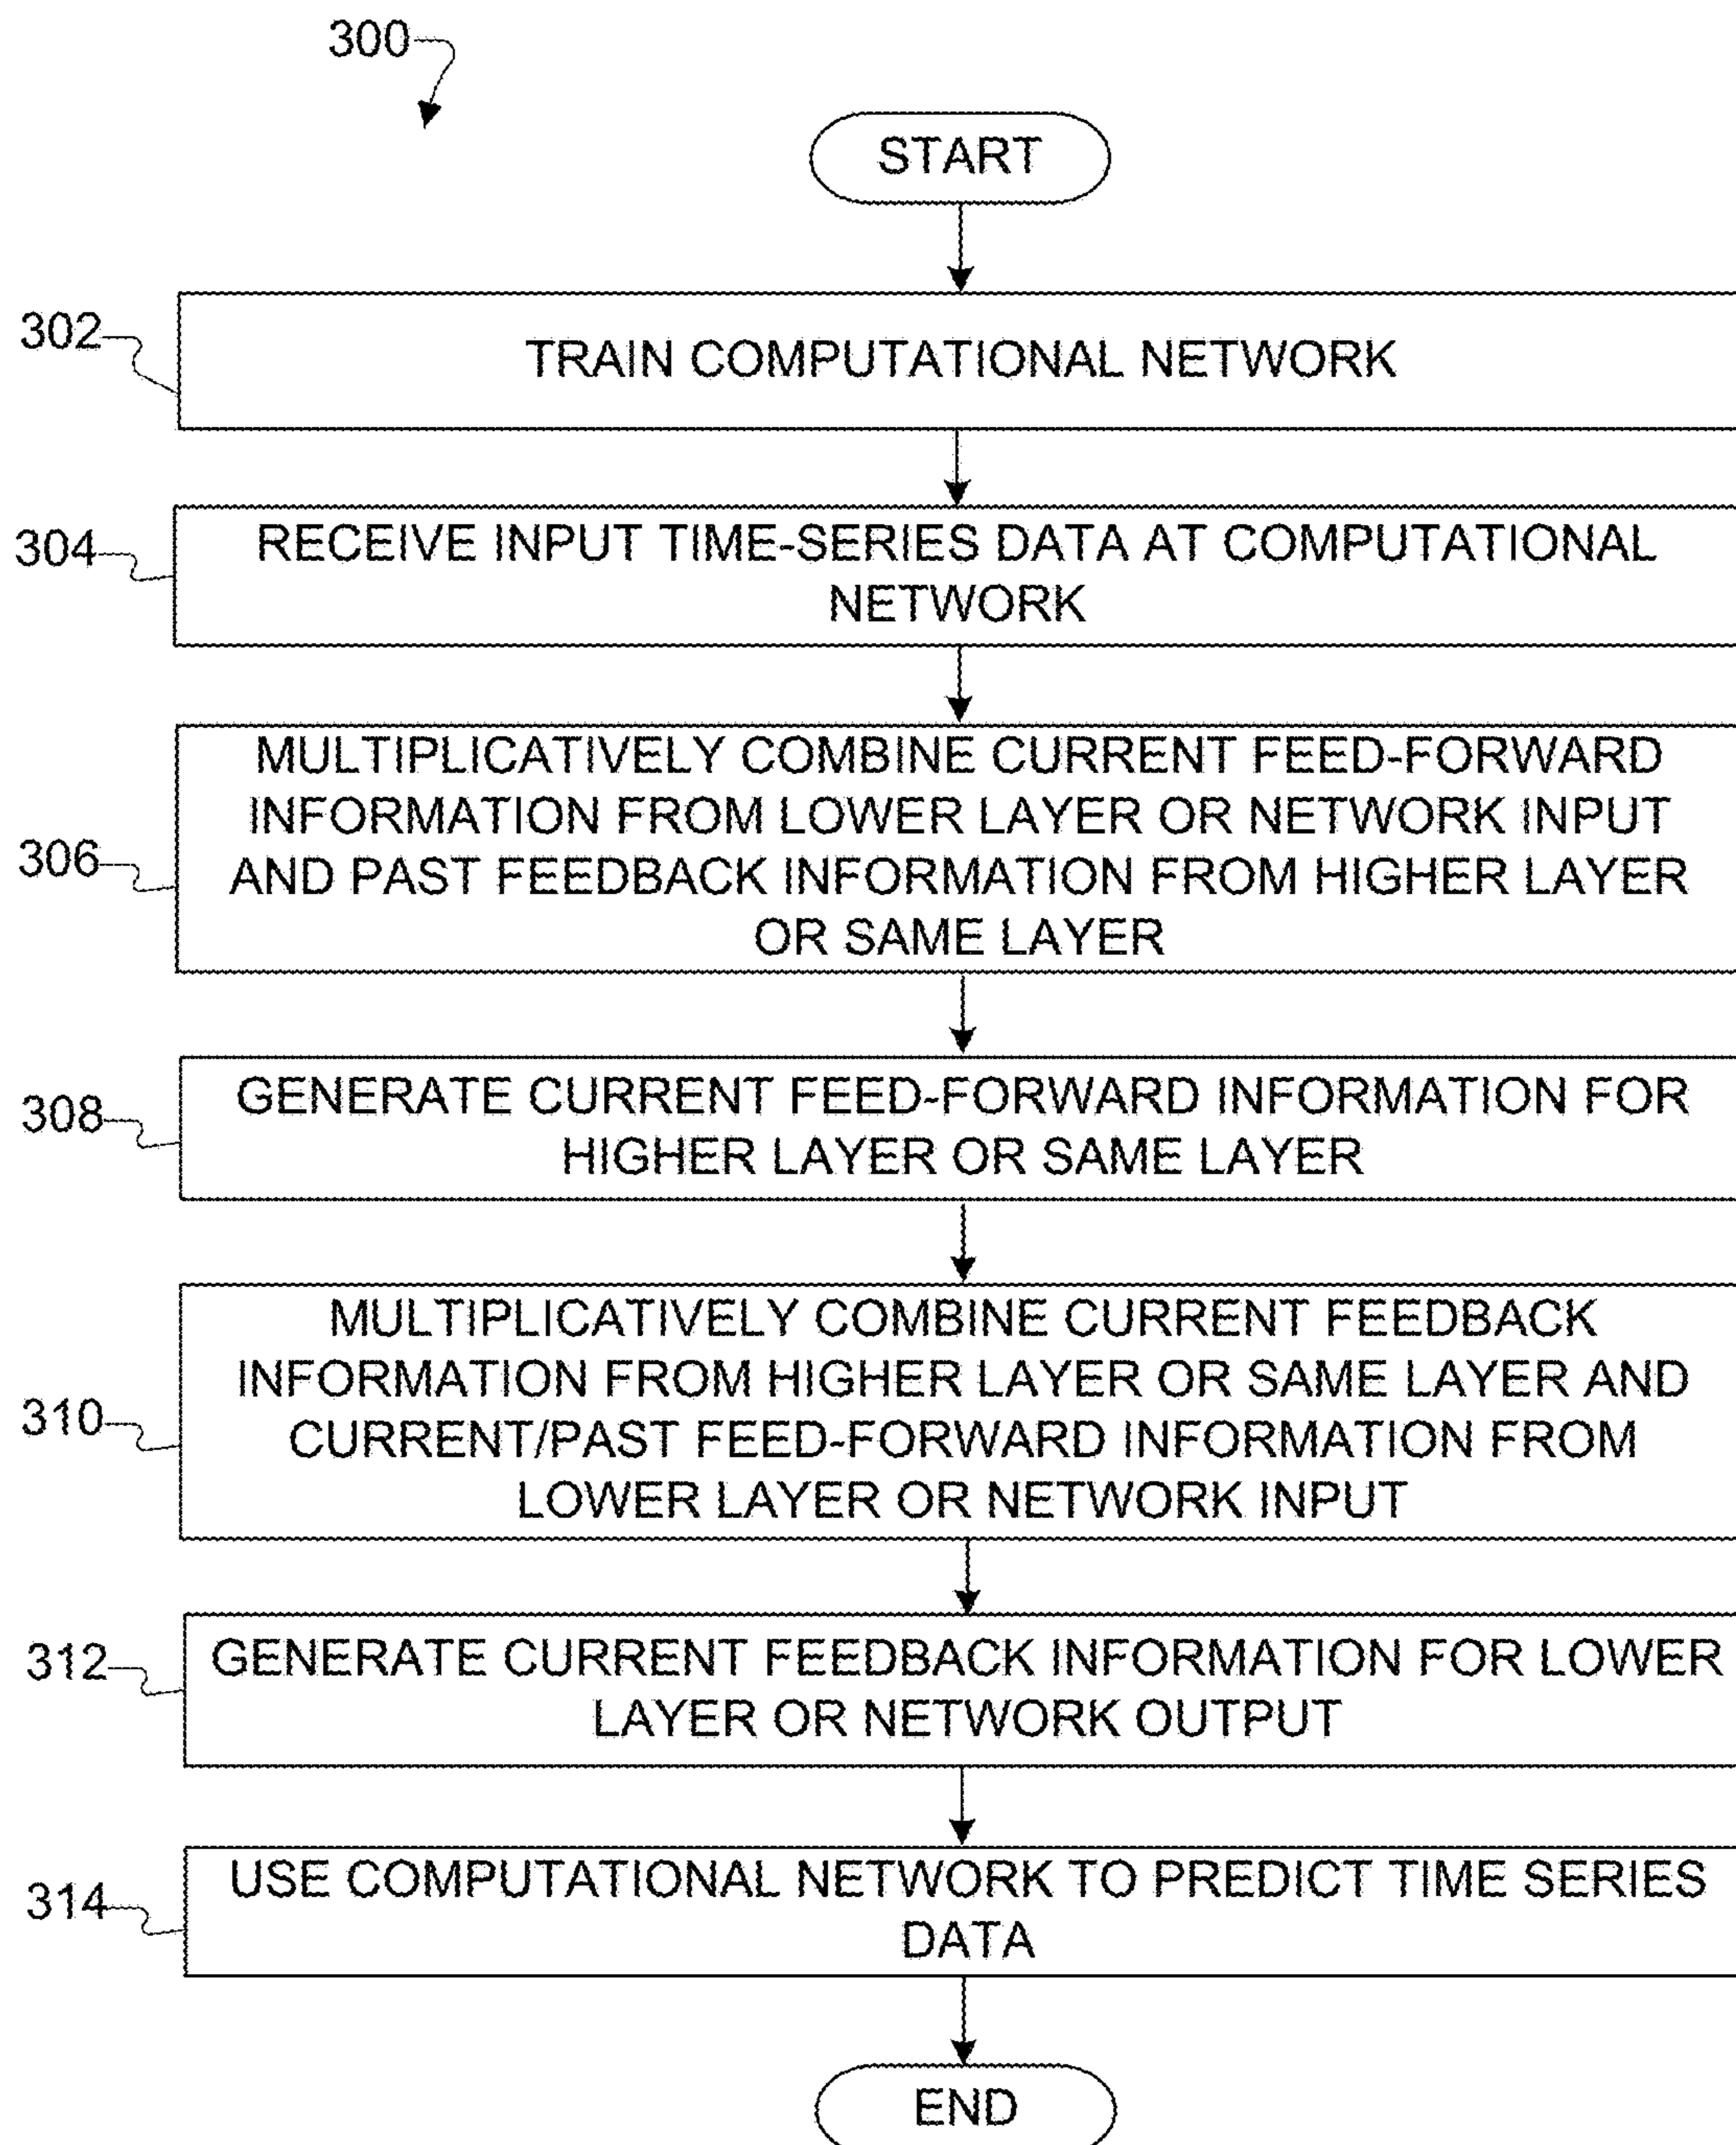 300
START
302
TRAIN COMPUTATIONAL NETWORK
304
RECEIVE INPUT TIME-SERIES DATA AT COMPUTATIONAL
NETWORK
306
MULTIPLICATIVELY COMBINE CURRENT FEED-FORWARD
INFORMATION FROM LOWER LAYER OR NETWORK INPUT
AND PAST FEEDBACK INFORMATION FROM HIGHER LAYER
OR SAME LAYER
308
GENERATE CURRENT FEED-FORWARD INFORMATION FOR
HIGHER LAYER OR SAME LAYER
310
MULTIPLICATIVELY COMBINE CURRENT FEEDBACK
INFORMATION FROM HIGHER LAYER OR SAME LAYER AND
CURRENT/PAST FEED-FORWARD INFORMATION FROM
LOWER LAYER OR NETWORK INPUT
312
GENERATE CURRENT FEEDBACK INFORMATION FOR LOWER
LAYER OR NETWORK OUTPUT
314
USE COMPUTATIONAL NETWORK TO PREDICT TIME SERIES
DATA
END